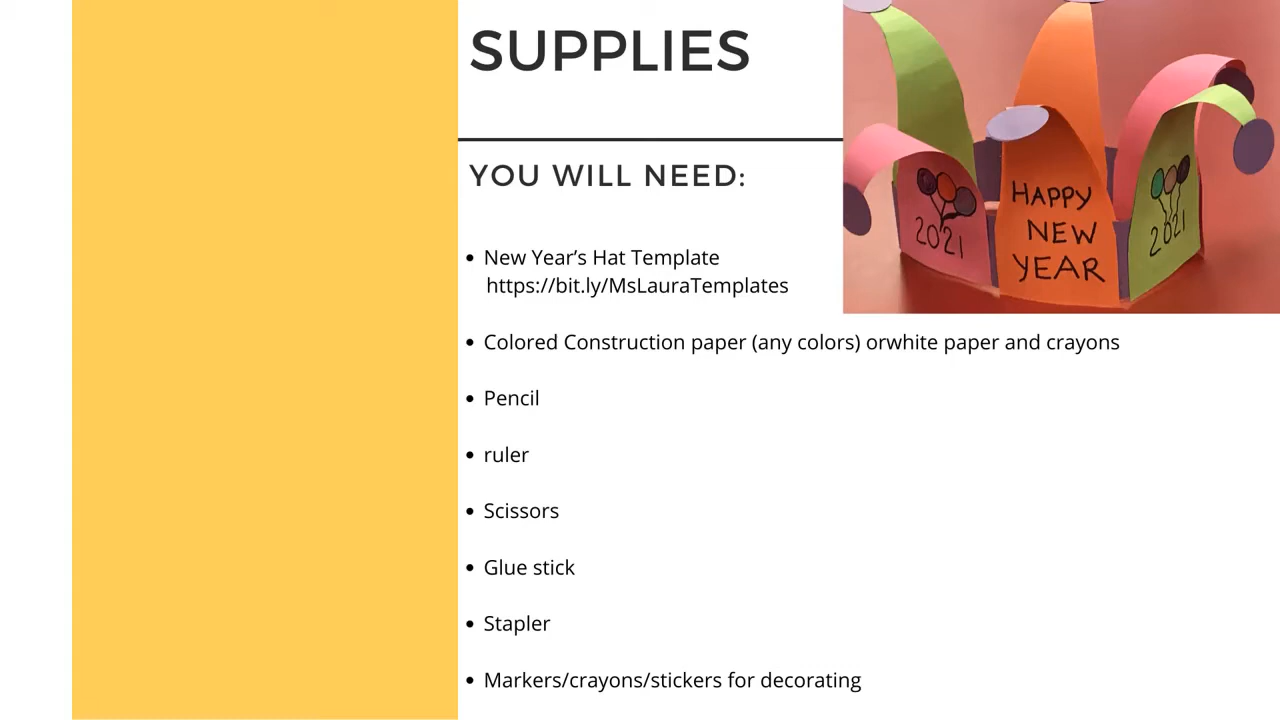 SUPPLIES
YOU WILL NEED:
HAPPY
NEW
YEAR
2021
2021
• New Year’s Hat Template
https://bit.ly/MsLauraTemplates
• Colored Construction paper (any colors) orwhite paper and crayons
• Pencil
• ruler
• Scissors
• Glue stick
• Stapler
• Markers/crayons/stickers for decorating